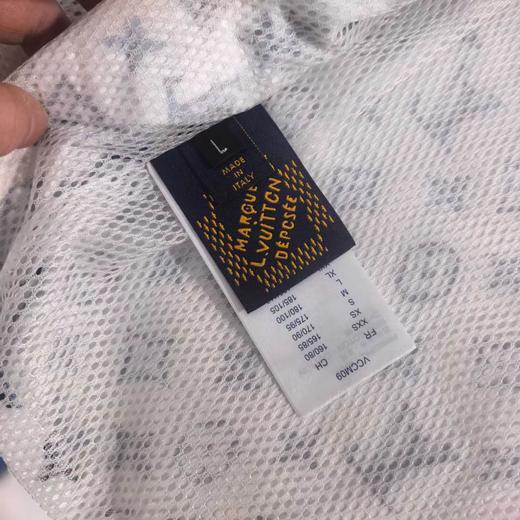 L
MADE
IN
ITALY
MARQUE
L.VUITTON
DÉPOSÉE
VCCM09
FR CH
XXS 160/80
XS 165/85
S 170/90
M 175/95
L 180/100
XL 185/105